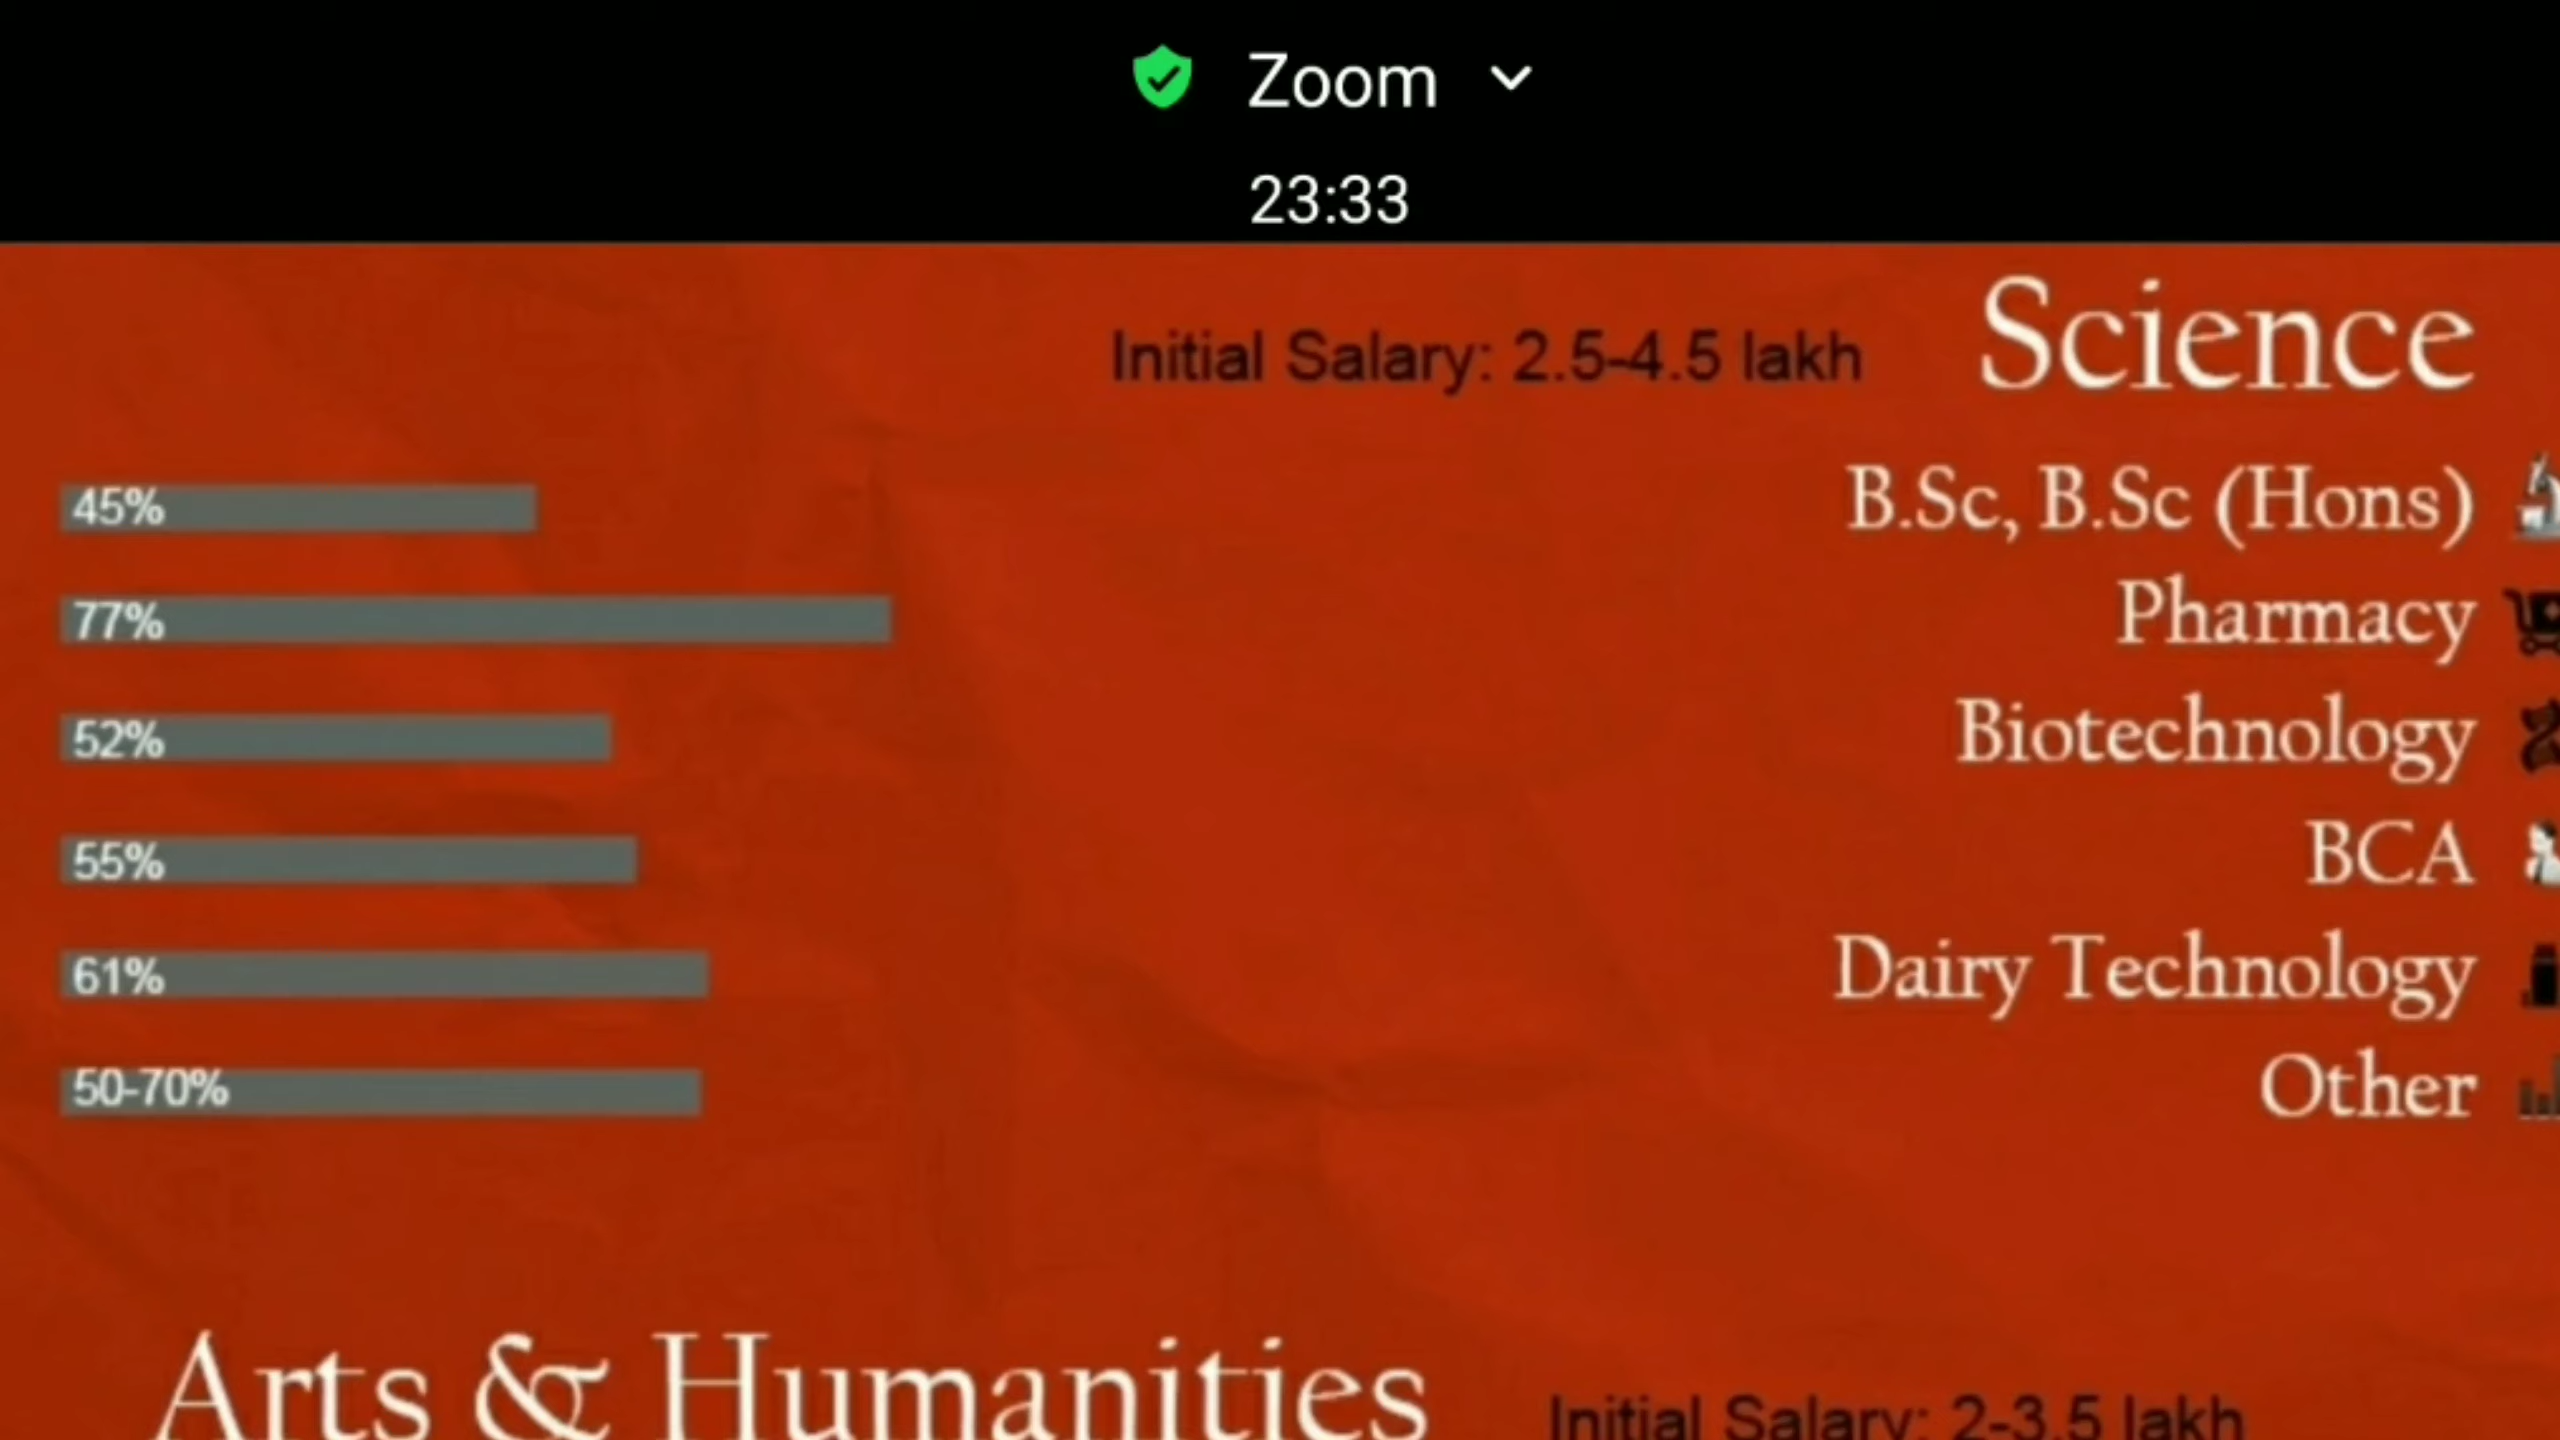 Zoom
23:33
Initial Salary: 2.5-4.5 lakh Science
45% B.Sc, B.Sc (Hons)
77% Pharmacy
52% Biotechnology
55% BCA
61% Dairy Technology
50-70% Other
Arts & Humanities Initial Salary: 2-3.5 lakh